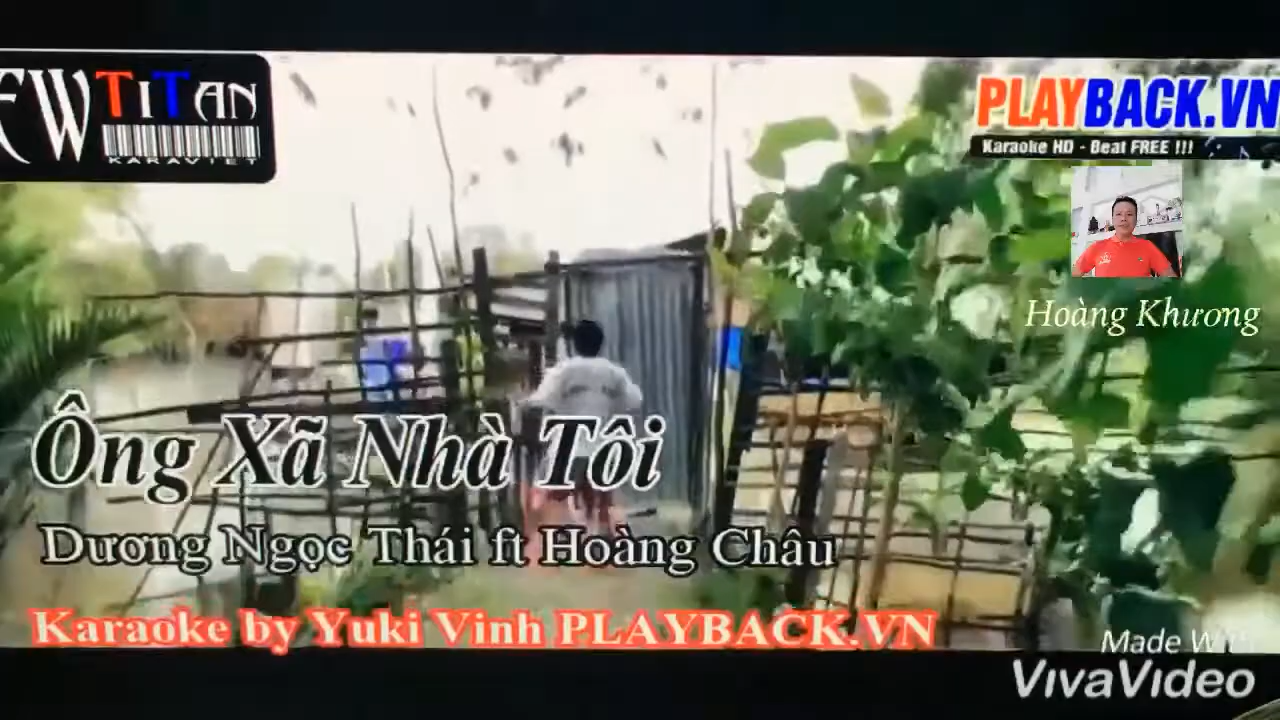 EW TiTAN
KARAVIET
PLAYBACK.VN
Karaoke HD - Beat FREE !!!
Hoàng Khương
Ông Xã Nhà Tôi
Dương Ngọc Thái ft Hoàng Châu
Karaoke by Yuki Vinh PLAYBACK.VN
Made With
VivaVideo